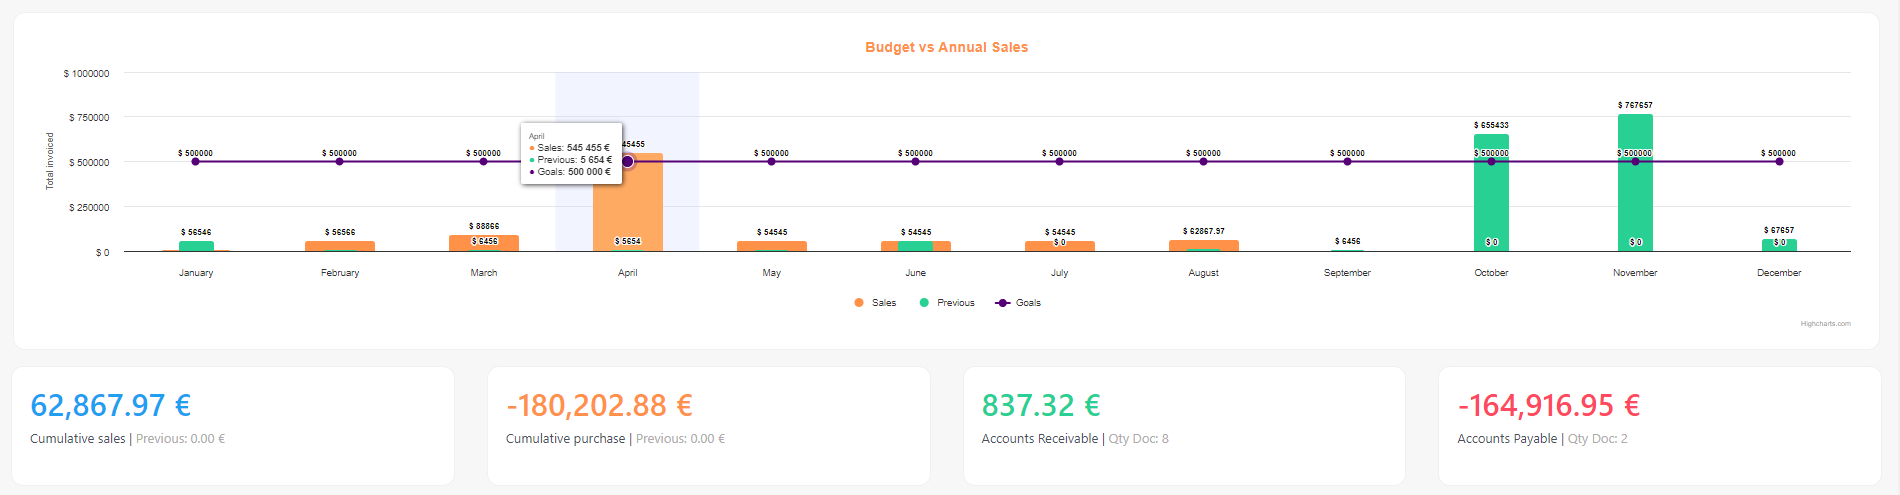 Budget vs Annual Sales
Total invoiced
$ 1000000
$ 750000
$ 500000
$ 250000
$ 0
$ 767657
$ 655433
$ 500000 $ 500000 $ 500000 45455 $ 500000 $ 500000 $ 500000 $ 500000 $ 500000 $ 500000 $ 500000 $ 500000
April
Sales: 545 455 €
Previous: 5 654 €
Goals: 500 000 €
$ 56546 $ 56566 $ 88866 $ 54545 $ 54545 $ 54545 $ 62867.97 $ 67657
$ 6456 $ 5654 $ 0 $ 6456 $ 0 $ 0 $ 0
January February March April May June July August September October November December
Sales Previous Goals
Highcharts.com
62,867.97 €
Cumulative sales | Previous: 0.00 €
-180,202.88 €
Cumulative purchase | Previous: 0.00 €
837.32 €
Accounts Receivable | Qty Doc: 8
-164,916.95 €
Accounts Payable | Qty Doc: 2